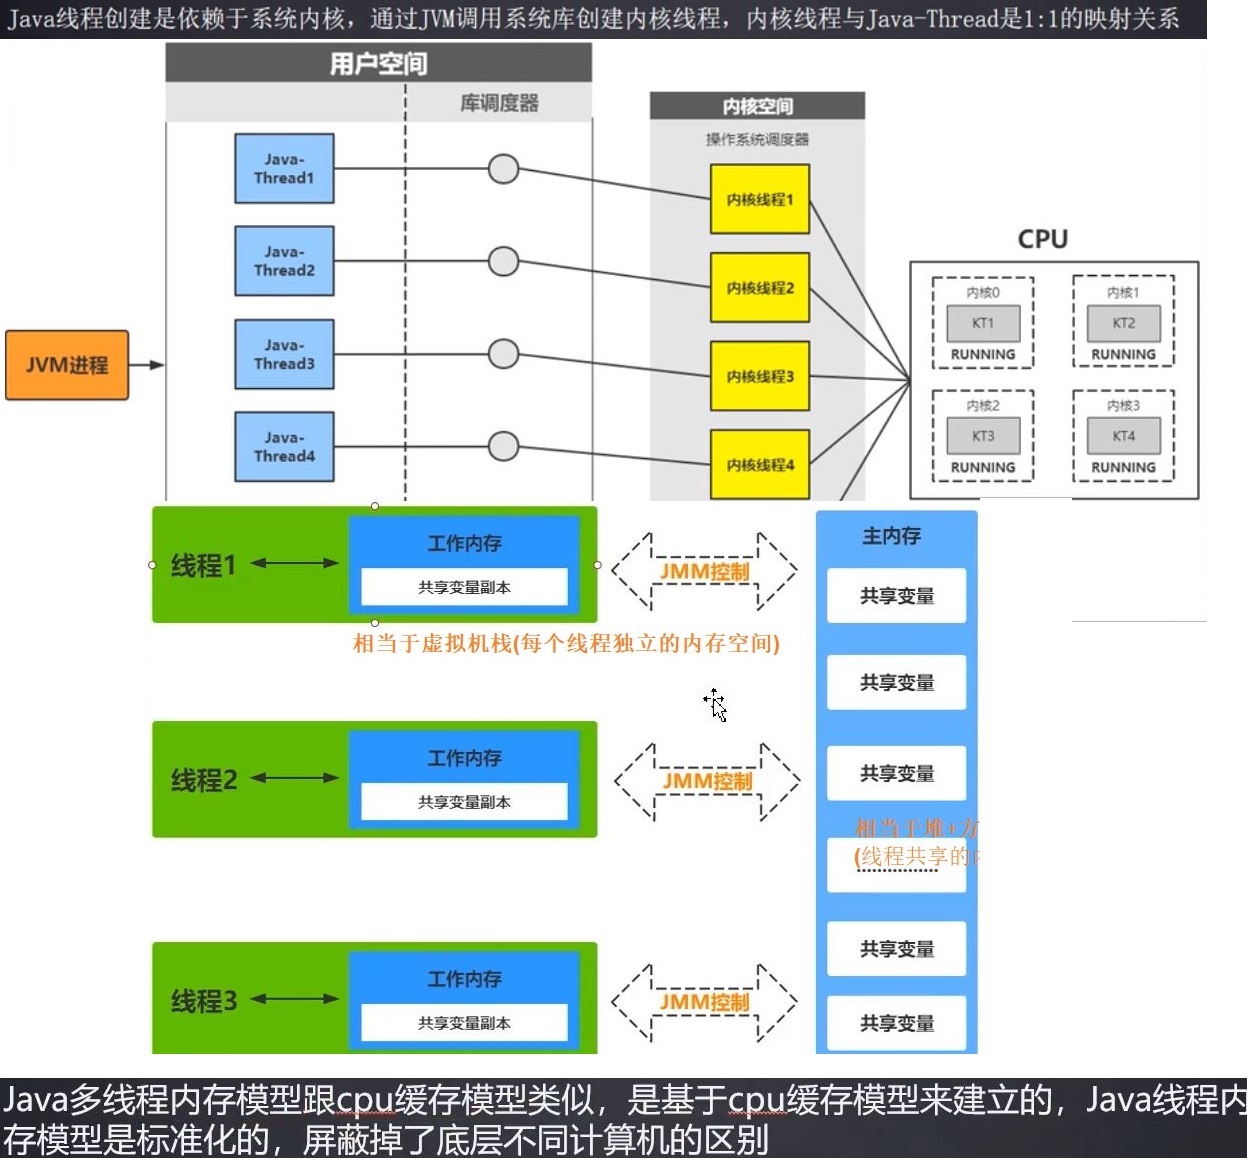 Java线程创建是依赖于系统内核，通过JVM调用系统库创建内核线程，内核线程与Java-Thread是1:1的映射关系
用户空间
库调度器
内核空间
操作系统调度器
Java-
Thread1
内核线程1
Java-
Thread2
内核线程2
Java-
Thread3
内核线程3
Java-
Thread4
内核线程4
JVM进程
CPU
内核0
KT1
RUNNING
内核1
KT2
RUNNING
内核2
KT3
RUNNING
内核3
KT4
RUNNING
线程1
工作内存
共享变量副本
JMM控制
主内存
共享变量
相当于虚拟机栈(每个线程独立的内存空间)
共享变量
线程2
工作内存
共享变量副本
JMM控制
共享变量
相当于堆+方
(线程共享的
共享变量
线程3
工作内存
共享变量副本
JMM控制
共享变量
Java多线程内存模型跟cpu缓存模型类似，是基于cpu缓存模型来建立的，Java线程内
存模型是标准化的，屏蔽掉了底层不同计算机的区别